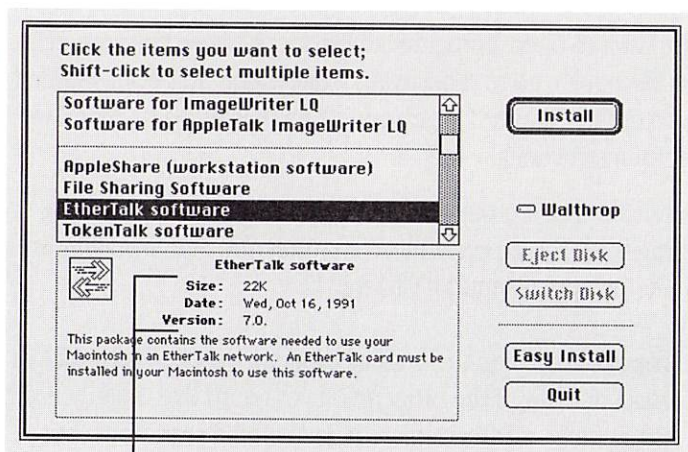 Click the items you want to select;
Shift-click to select multiple items.
Software for ImageWriter LQ
Software for AppleTalk ImageWriter LQ
AppleShare (workstation software)
File Sharing Software
EtherTalk software
TokenTalk software
EtherTalk software
Size: 22K
Date: Wed, Oct 16, 1991
Version: 7.0.
This package contains the software needed to use your
Macintosh in an EtherTalk network. An EtherTalk card must be
installed in your Macintosh to use this software.
Install
Walthrop
Eject Disk
Switch Disk
Easy Install
Quit